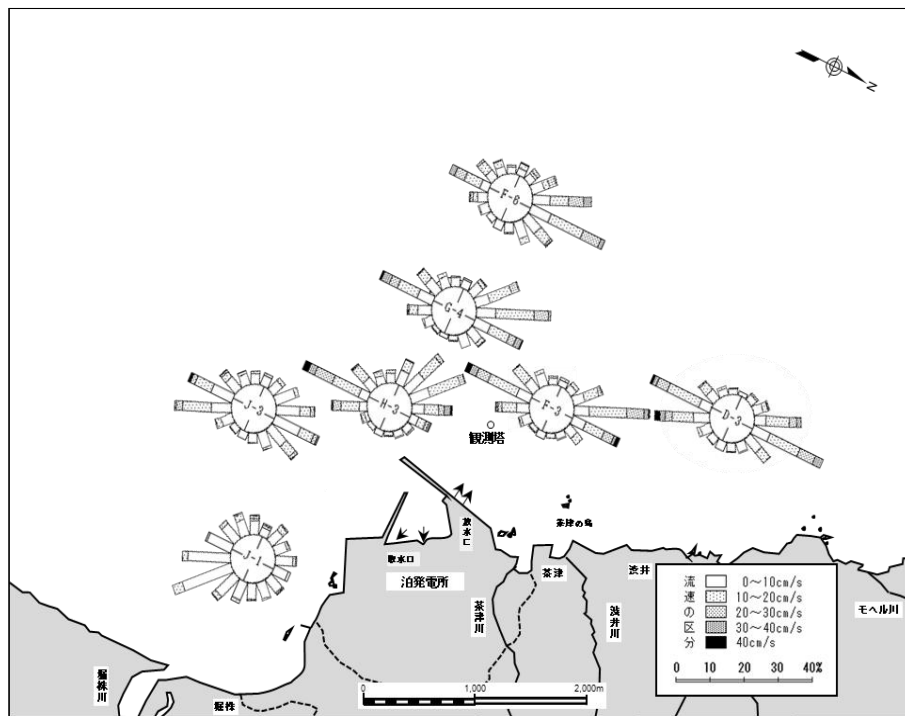 N
F-8
G-4
J-3
H-3
F-3
D-3
観測塔
J-1
放水口
取水口
泊発電所
茶津の島
茶津
渋井
茶津川
渋井川
モヘル川
堀株川
堀株
流速の区分
0～10cm/s
10～20cm/s
20～30cm/s
30～40cm/s
40cm/s
0 10 20 30 40%
0 1,000 2,000m